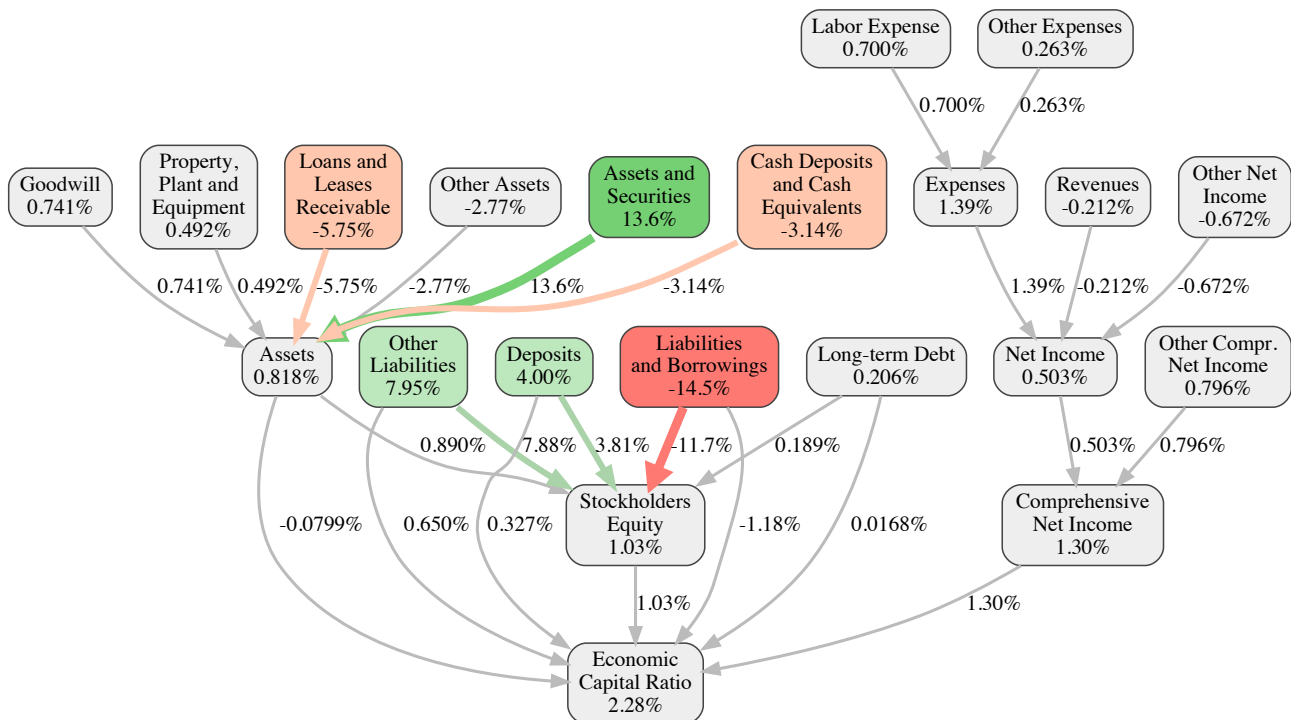 Labor Expense
0.700%
Other Expenses
0.263%
0.700%
0.263%
Goodwill
0.741%
Property,
Plant and
Equipment
0.492%
Loans and
Leases
Receivable
-5.75%
Other Assets
-2.77%
Assets and
Securities
13.6%
Cash Deposits
and Cash
Equivalents
-3.14%
Expenses
1.39%
Revenues
-0.212%
Other Net
Income
-0.672%
0.741%
0.492%
-5.75%
-2.77%
13.6%
-3.14%
1.39%
-0.212%
-0.672%
Assets
0.818%
Other
Liabilities
7.95%
Deposits
4.00%
Liabilities
and Borrowings
-14.5%
Long-term Debt
0.206%
Net Income
0.503%
Other Compr.
Net Income
0.796%
0.890%
7.88%
3.81%
-11.7%
0.189%
0.503%
0.796%
-0.0799%
0.650%
0.327%
Stockholders
Equity
1.03%
-1.18%
0.0168%
Comprehensive
Net Income
1.30%
1.03%
1.30%
Economic
Capital Ratio
2.28%